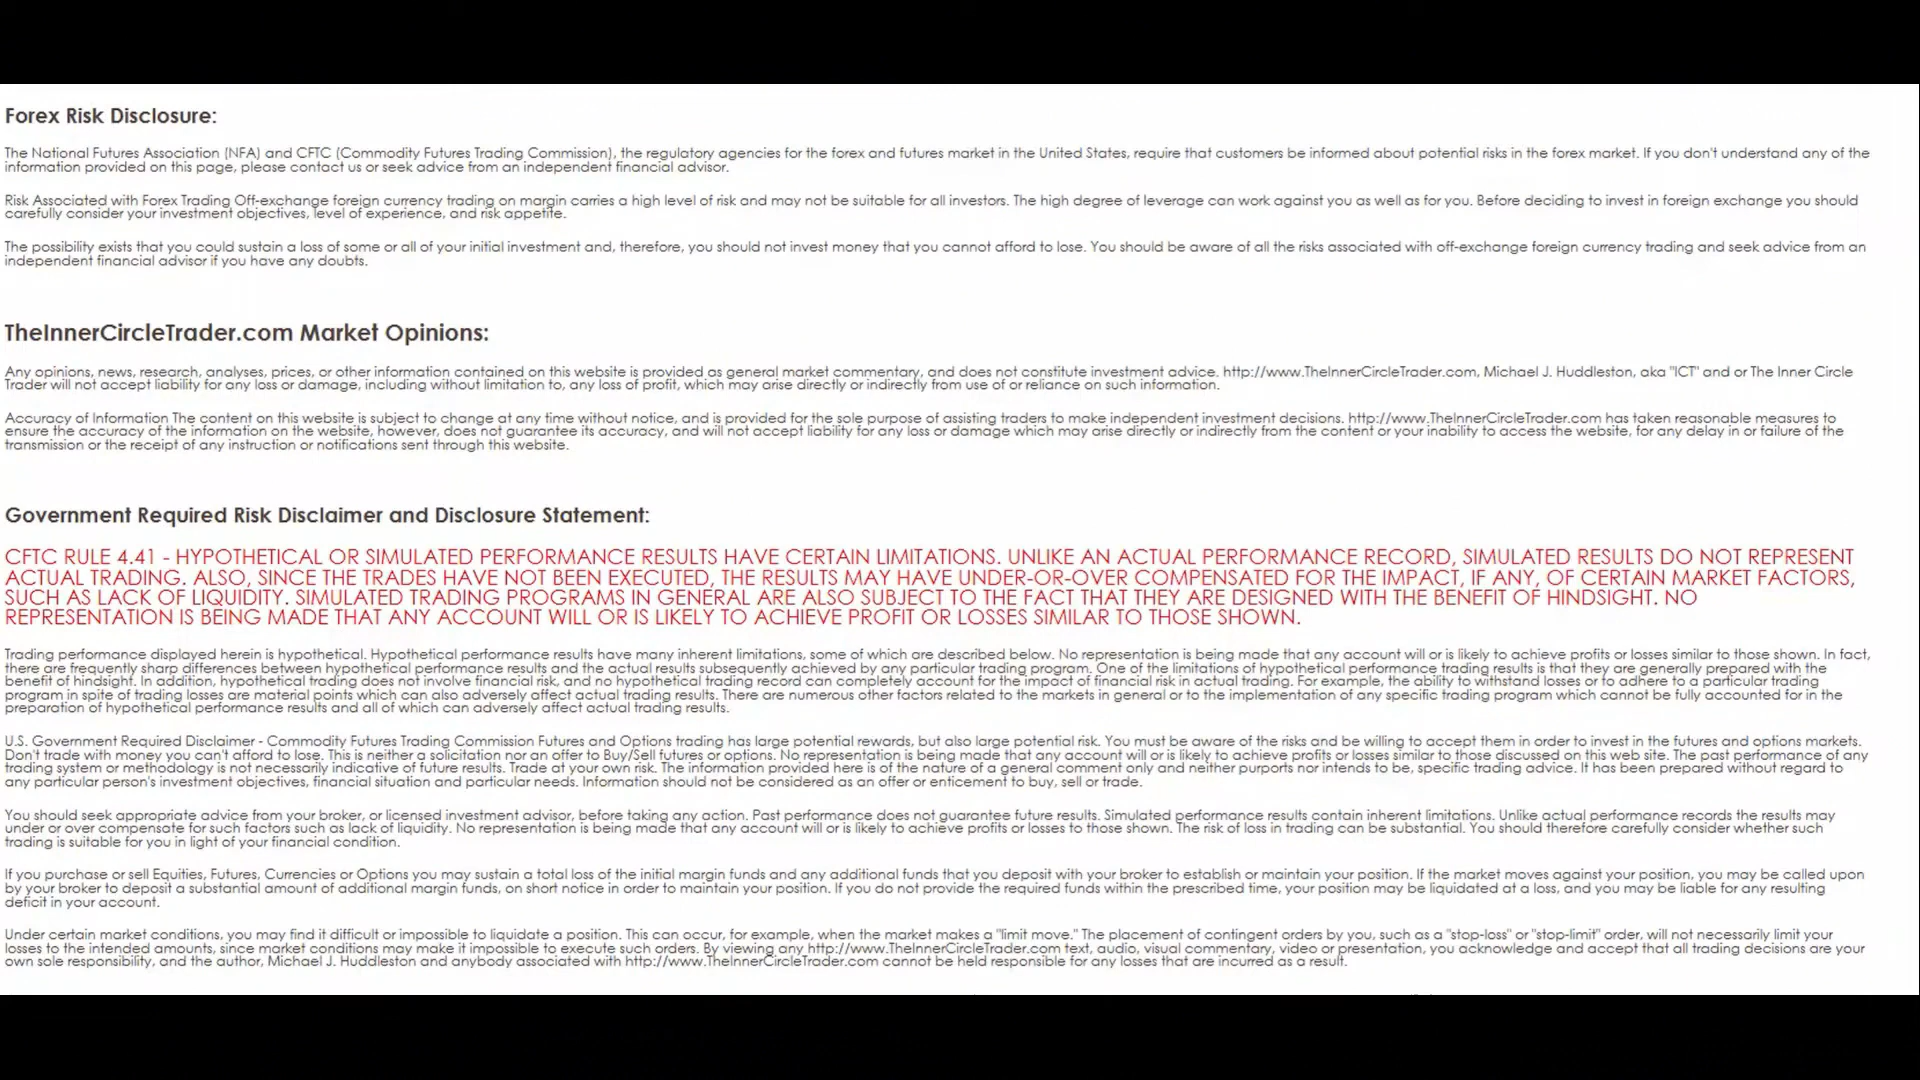 Forex Risk Disclosure:
The National Futures Association (NFA) and CFTC (Commodity Futures Trading Commission), the regulatory agencies for the forex and futures market in the United States, require that customers be informed about potential risks in the forex market. If you don't understand any of the
information provided on this page, please contact us or seek advice from an independent financial advisor.
Risk Associated with Forex Trading Off-exchange foreign currency trading on margin carries a high level of risk and may not be suitable for all investors. The high degree of leverage can work against you as well as for you. Before deciding to invest in foreign exchange you should
carefully consider your investment objectives, level of experience, and risk appetite.
The possibility exists that you could sustain a loss of some or all of your initial investment and, therefore, you should not invest money that you cannot afford to lose. You should be aware of all the risks associated with off-exchange foreign currency trading and seek advice from an
independent financial advisor if you have any doubts.
TheInnerCircleTrader.com Market Opinions:
Any opinions, news, research, analyses, prices, or other information contained on this website is provided as general market commentary, and does not constitute investment advice. http://www.TheInnerCircleTrader.com, Michael J. Huddleston, aka "ICT" and or The Inner Circle
Trader will not accept liability for any loss or damage, including without limitation to, any loss of profit, which may arise directly or indirectly from use of or reliance on such information.
Accuracy of Information The content on this website is subject to change at any time without notice, and is provided for the sole purpose of assisting traders to make independent investment decisions. http://www.TheInnerCircleTrader.com has taken reasonable measures to
ensure the accuracy of the information on the website, however, does not guarantee its accuracy, and will not accept liability for any loss or damage which may arise directly or indirectly from the content or your inability to access the website, for any delay in or failure of the
transmission or the receipt of any instruction or notifications sent through this website.
Government Required Risk Disclaimer and Disclosure Statement:
CFTC RULE 4.41 - HYPOTHETICAL OR SIMULATED PERFORMANCE RESULTS HAVE CERTAIN LIMITATIONS. UNLIKE AN ACTUAL PERFORMANCE RECORD, SIMULATED RESULTS DO NOT REPRESENT
ACTUAL TRADING. ALSO, SINCE THE TRADES HAVE NOT BEEN EXECUTED, THE RESULTS MAY HAVE UNDER-OR-OVER COMPENSATED FOR THE IMPACT, IF ANY, OF CERTAIN MARKET FACTORS,
SUCH AS LACK OF LIQUIDITY. SIMULATED TRADING PROGRAMS IN GENERAL ARE ALSO SUBJECT TO THE FACT THAT THEY ARE DESIGNED WITH THE BENEFIT OF HINDSIGHT. NO
REPRESENTATION IS BEING MADE THAT ANY ACCOUNT WILL OR IS LIKELY TO ACHIEVE PROFIT OR LOSSES SIMILAR TO THOSE SHOWN.
Trading performance displayed herein is hypothetical. Hypothetical performance results have many inherent limitations, some of which are described below. No representation is being made that any account will or is likely to achieve profits or losses similar to those shown. In fact,
there are frequently sharp differences between hypothetical performance results and the actual results subsequently achieved by any particular trading program. One of the limitations of hypothetical performance trading results is that they are generally prepared with the
benefit of hindsight. In addition, hypothetical trading does not involve financial risk, and no hypothetical trading record can completely account for the impact of financial risk in actual trading. For example, the ability to withstand losses or to adhere to a particular trading
program in spite of trading losses are material points which can also adversely affect actual trading results. There are numerous other factors related to the markets in general or to the implementation of any specific trading program which cannot be fully accounted for in the
preparation of hypothetical performance results and all of which can adversely affect actual trading results.
U.S. Government Required Disclaimer - Commodity Futures Trading Commission Futures and Options trading has large potential rewards, but also large potential risk. You must be aware of the risks and be willing to accept them in order to invest in the futures and options markets.
Don't trade with money you can't afford to lose. This is neither a solicitation nor an offer to Buy/Sell futures or options. No representation is being made that any account will or is likely to achieve profits or losses similar to those discussed on this web site. The past performance of any
trading system or methodology is not necessarily indicative of future results. Trade at your own risk. The information provided here is of the nature of a general comment only and neither purports nor intends to be, specific trading advice. It has been prepared without regard to
any particular person's investment objectives, financial situation and particular needs. Information should not be considered as an offer or enticement to buy, sell or trade.
You should seek appropriate advice from your broker, or licensed investment advisor, before taking any action. Past performance does not guarantee future results. Simulated performance results contain inherent limitations. Unlike actual performance records the results may
under or over compensate for such factors such as lack of liquidity. No representation is being made that any account will or is likely to achieve profits or losses to those shown. The risk of loss in trading can be substantial. You should therefore carefully consider whether such
trading is suitable for you in light of your financial condition.
If you purchase or sell Equities, Futures, Currencies or Options you may sustain a total loss of the initial margin funds and any additional funds that you deposit with your broker to establish or maintain your position. If the market moves against your position, you may be called upon
by your broker to deposit a substantial amount of additional margin funds, on short notice in order to maintain your position. If you do not provide the required funds within the prescribed time, your position may be liquidated at a loss, and you may be liable for any resulting
deficit in your account.
Under certain market conditions, you may find it difficult or impossible to liquidate a position. This can occur, for example, when the market makes a "limit move." The placement of contingent orders by you, such as a "stop-loss" or "stop-limit" order, will not necessarily limit your
losses to the intended amounts, since market conditions may make it impossible to execute such orders. By viewing any http://www.TheInnerCircleTrader.com text, audio, visual commentary, video or presentation, you acknowledge and accept that all trading decisions are your
own sole responsibility, and the author, Michael J. Huddleston and anybody associated with http://www.TheInnerCircleTrader.com cannot be held responsible for any losses that are incurred as a result.